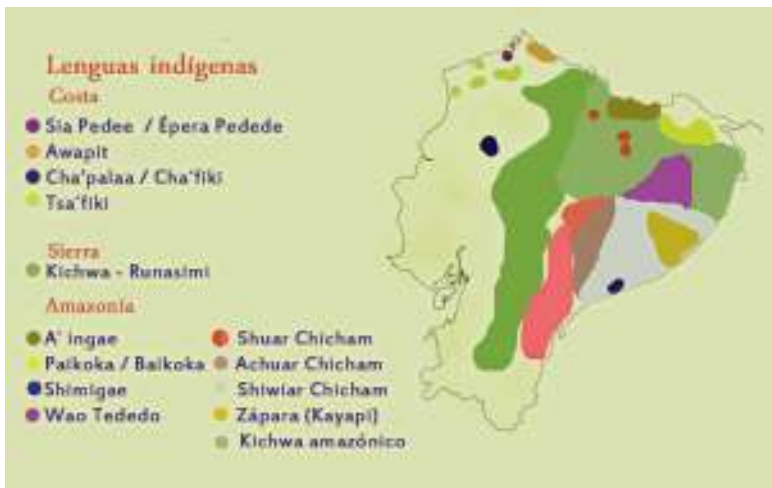 Lenguas indígenas
Costa
Sia Pedee / Épera Pedede
Awapit
Cha'palaa / Cha'fiki
Tsa'fiki
Sierra
Kichwa - Runasimi
Amazonía
A' ingae
Paikoka / Baikoka
Shimigae
Wao Tededo
Shuar Chicham
Achuar Chicham
Shiwiar Chicham
Zápara (Kayapi)
Kichwa amazónico